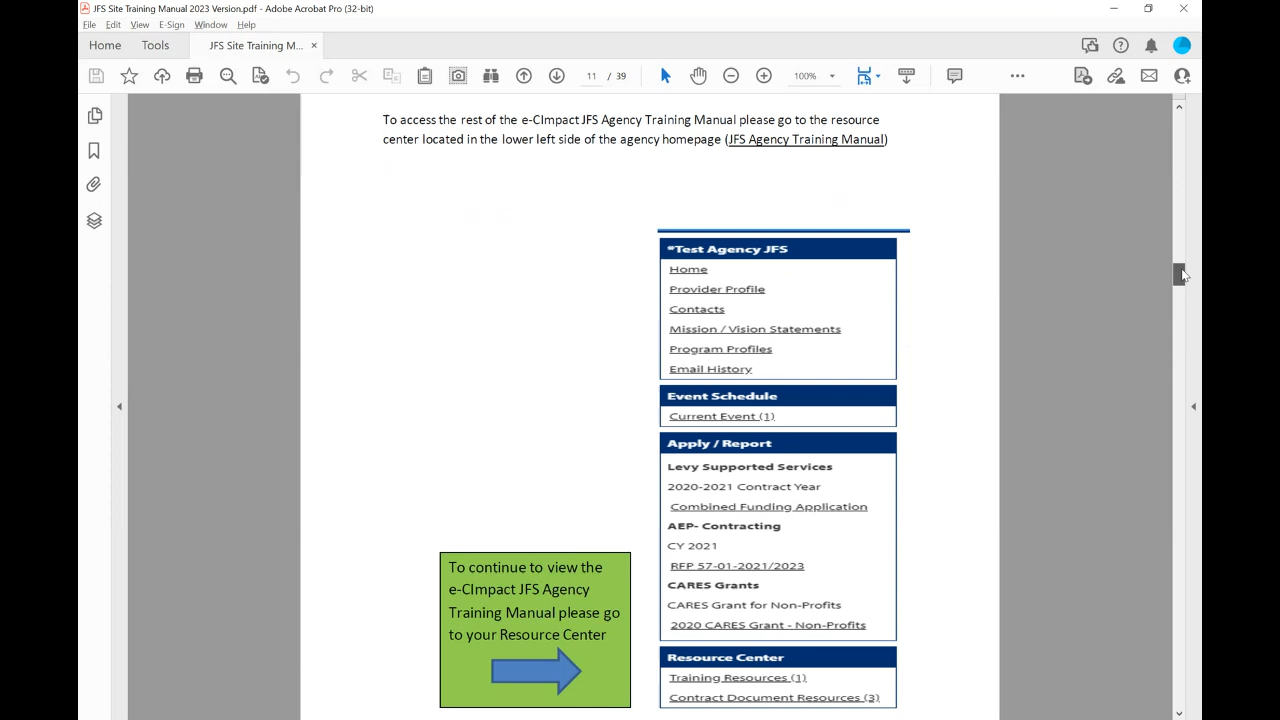 JFS Site Training Manual 2023 Version.pdf - Adobe Acrobat Pro (32-bit)
File Edit View E-Sign Window Help
Home Tools JFS Site Training M... ×
11 / 39 100%
To access the rest of the e-CImpact JFS Agency Training Manual please go to the resource
center located in the lower left side of the agency homepage (JFS Agency Training Manual)
*Test Agency JFS
Home
Provider Profile
Contacts
Mission / Vision Statements
Program Profiles
Email History
Event Schedule
Current Event (1)
Apply / Report
Levy Supported Services
2020-2021 Contract Year
Combined Funding Application
AEP- Contracting
CY 2021
RFP 57-01-2021/2023
CARES Grants
CARES Grant for Non-Profits
2020 CARES Grant - Non-Profits
Resource Center
Training Resources (1)
Contract Document Resources (3)
To continue to view the
e-CImpact JFS Agency
Training Manual please go
to your Resource Center